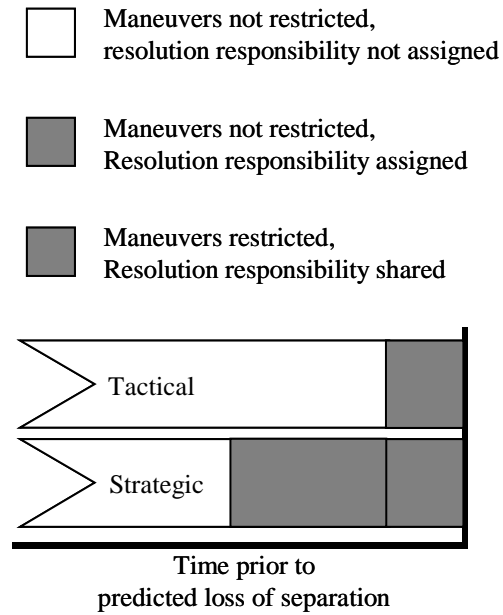 Maneuvers not restricted,
resolution responsibility not assigned
Maneuvers not restricted,
Resolution responsibility assigned
Maneuvers restricted,
Resolution responsibility shared
Tactical
Strategic
Time prior to
predicted loss of separation